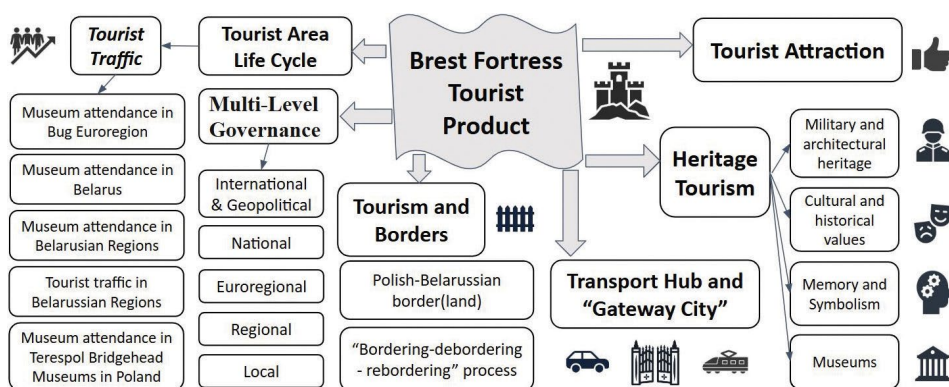 Tourist
Traffic
Museum attendance in
Bug Euroregion
Museum attendance in
Belarus
Museum attendance in
Belarusian Regions
Tourist traffic in
Belarussian Regions
Museum attendance in
Terespol Bridgehead
Museums in Poland
Tourist Area
Life Cycle
Multi-Level
Governance
International
& Geopolitical
National
Euroregional
Regional
Local
Brest Fortress
Tourist
Product
Tourism and
Borders
Polish-Belarussian
border(land)
“Bordering-debordering
- rebordering” process
Transport Hub and
“Gateway City”
Tourist Attraction
Heritage
Tourism
Military and
architectural
heritage
Cultural and
historical
values
Memory and
Symbolism
Museums